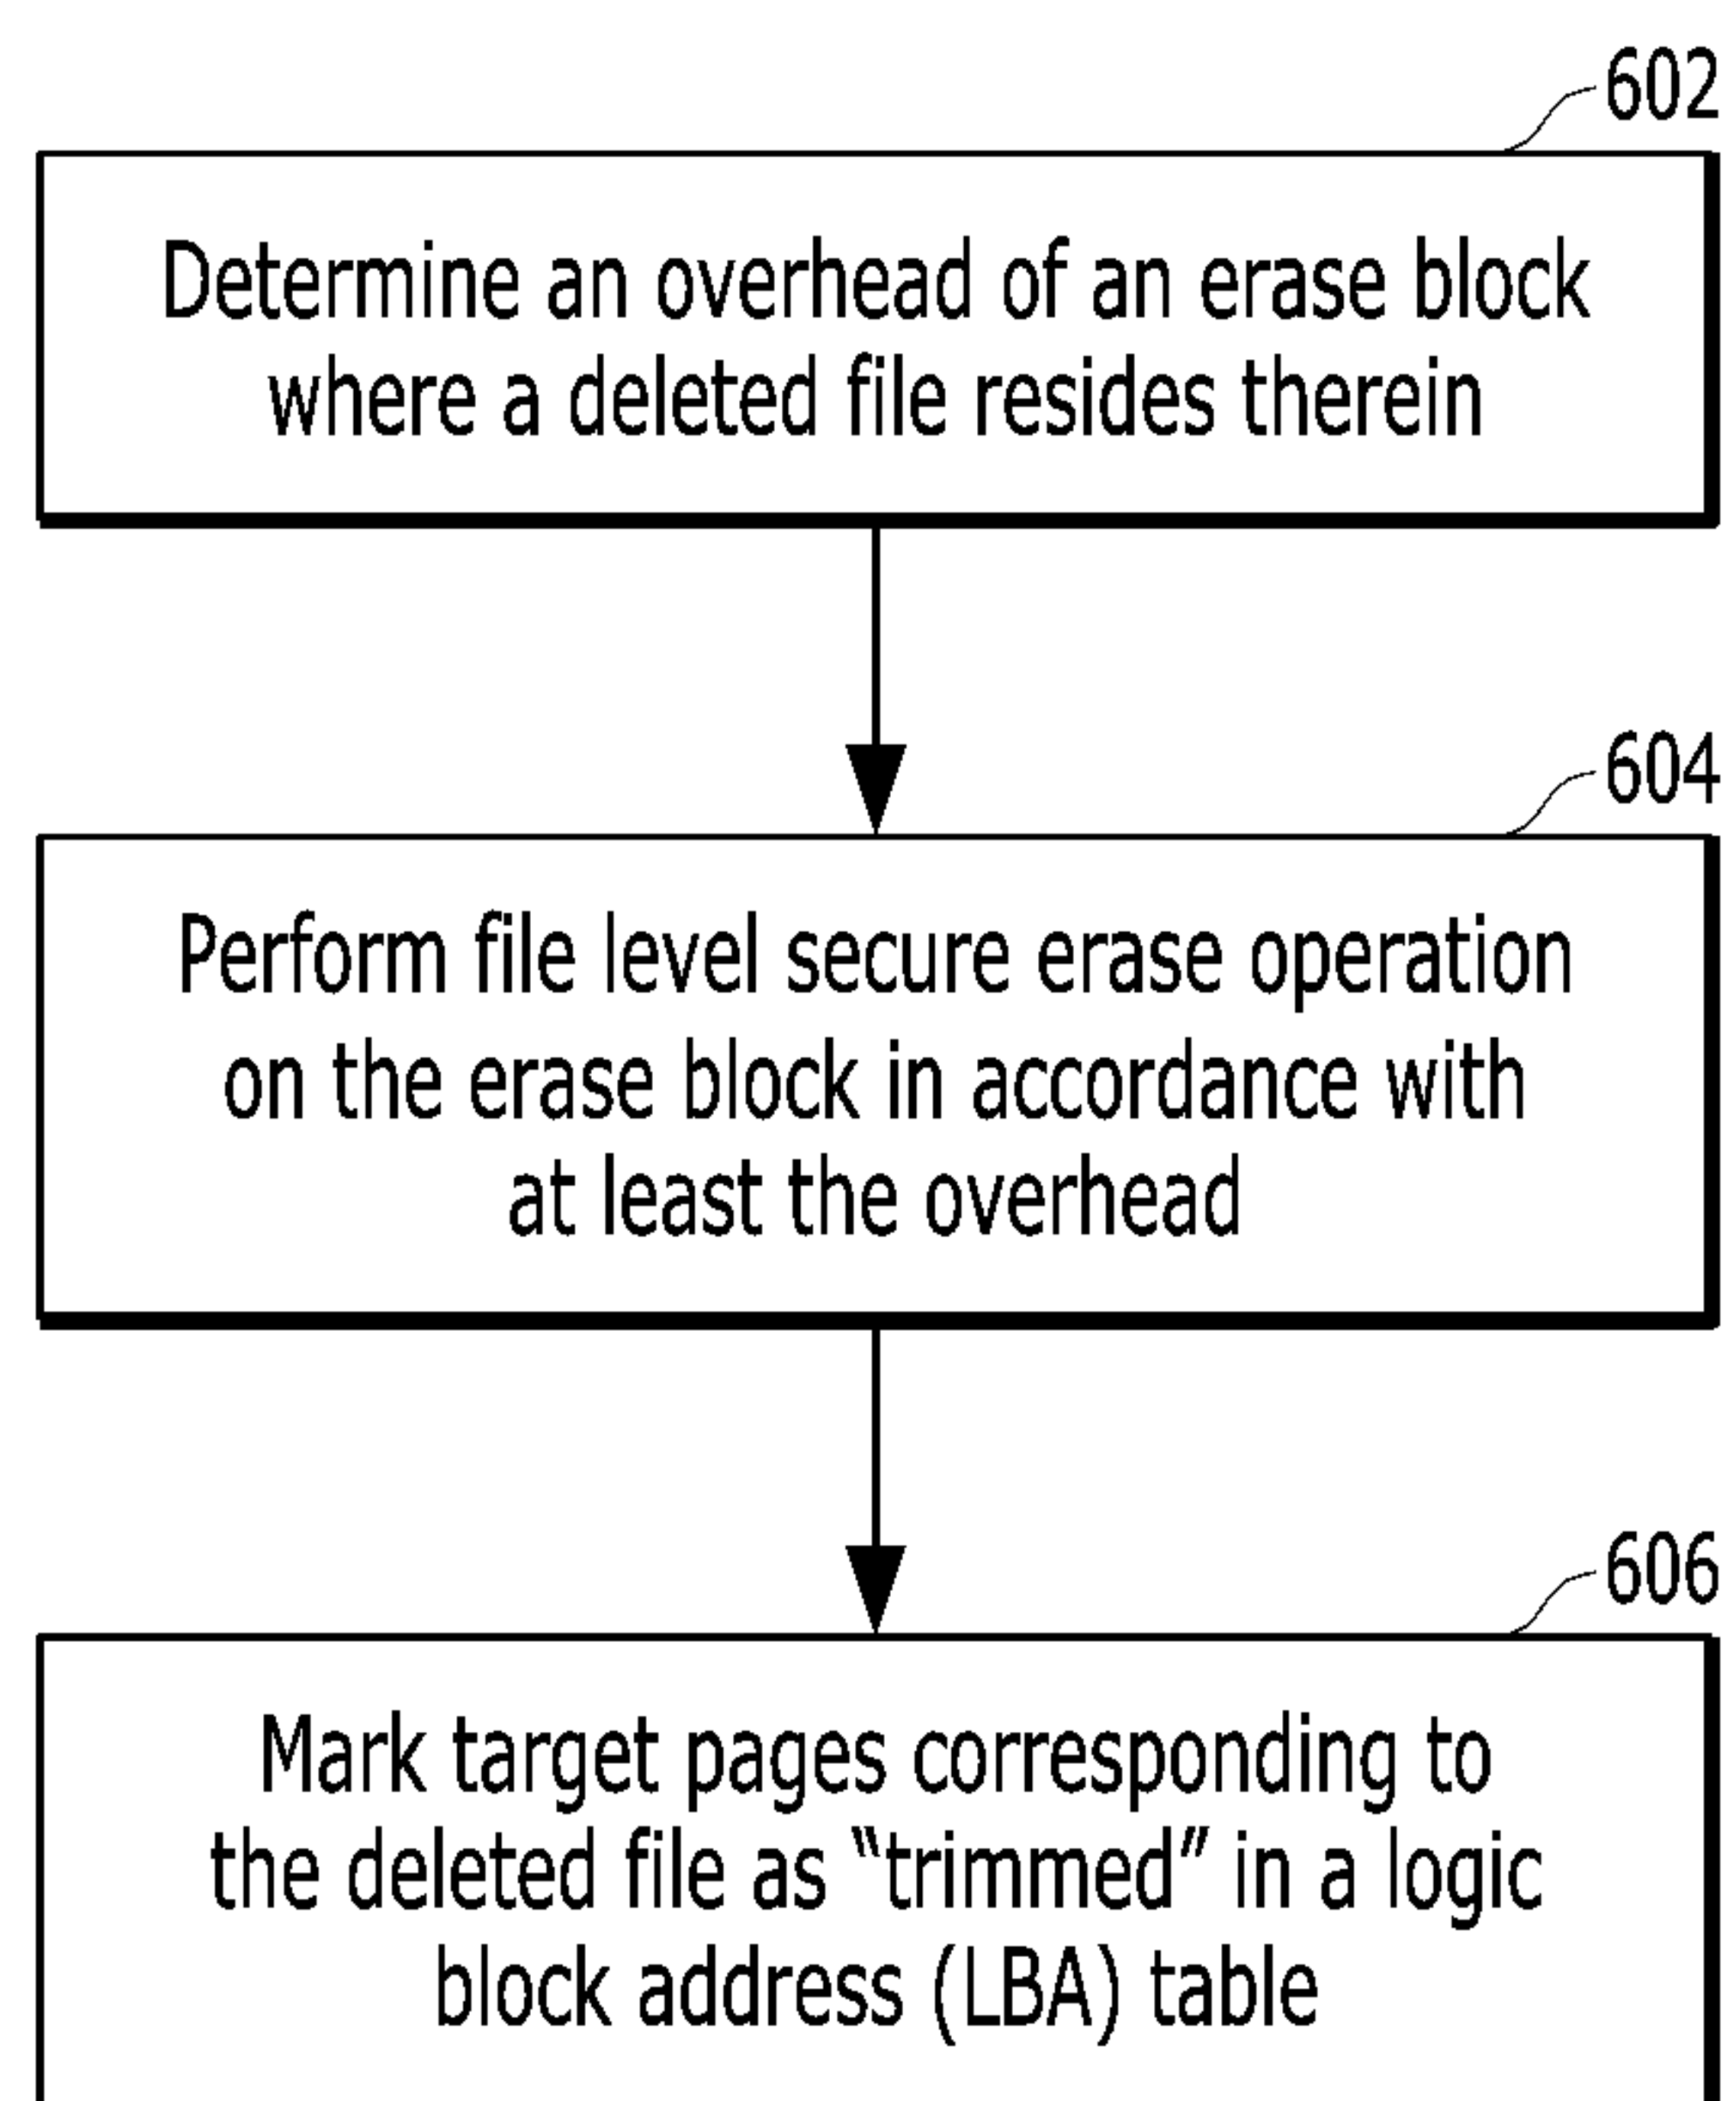 602
Determine an overhead of an erase block
where a deleted file resides therein
604
Perform file level secure erase operation
on the erase block in accordance with
at least the overhead
606
Mark target pages corresponding to
the deleted file as “trimmed” in a logic
block address (LBA) table